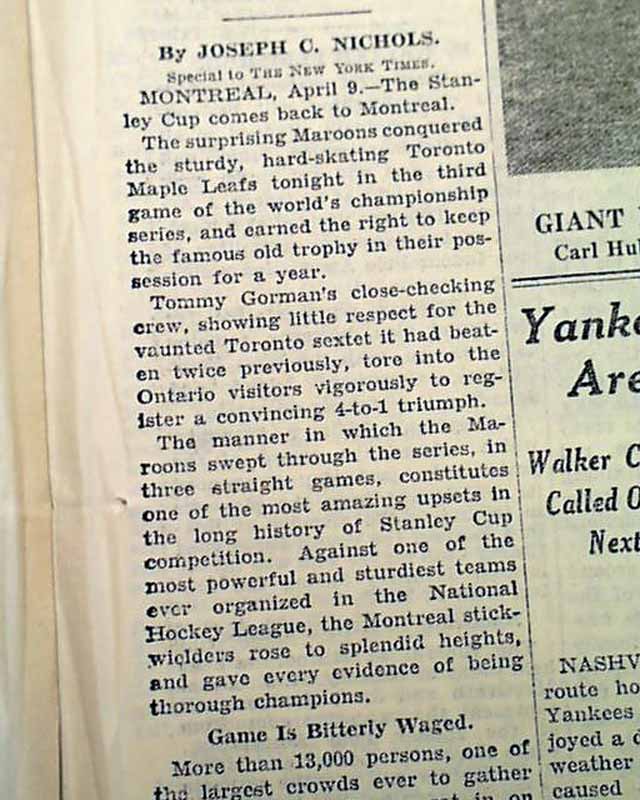 By JOSEPH C. NICHOLS.
Special to THE NEW YORK TIMES.
MONTREAL, April 9.—The Stan-
ley Cup comes back to Montreal.
The surprising Maroons conquered
the sturdy, hard-skating Toronto
Maple Leafs tonight in the third
game of the world's championship
series, and earned the right to keep
the famous old trophy in their pos-
session for a year.
Tommy Gorman's close-checking
crew, showing little respect for the
vaunted Toronto sextet it had beat-
en twice previously, tore into the
Ontario visitors vigorously to reg-
ister a convincing 4-to-1 triumph.
The manner in which the Ma-
roons swept through the series, in
three straight games, constitutes
one of the most amazing upsets in
the long history of Stanley Cup
competition. Against one of the
most powerful and sturdiest teams
ever organized in the National
Hockey League, the Montreal stick-
wielders rose to splendid heights,
and gave every evidence of being
thorough champions.
Game Is Bitterly Waged.
More than 13,000 persons, one of
the largest crowds ever to gather
in on
GIANT
Carl Hu
Yank
Are
Walker C
Called O
Next
NASHV
route ho
Yankees
joyed a d
weather
caused